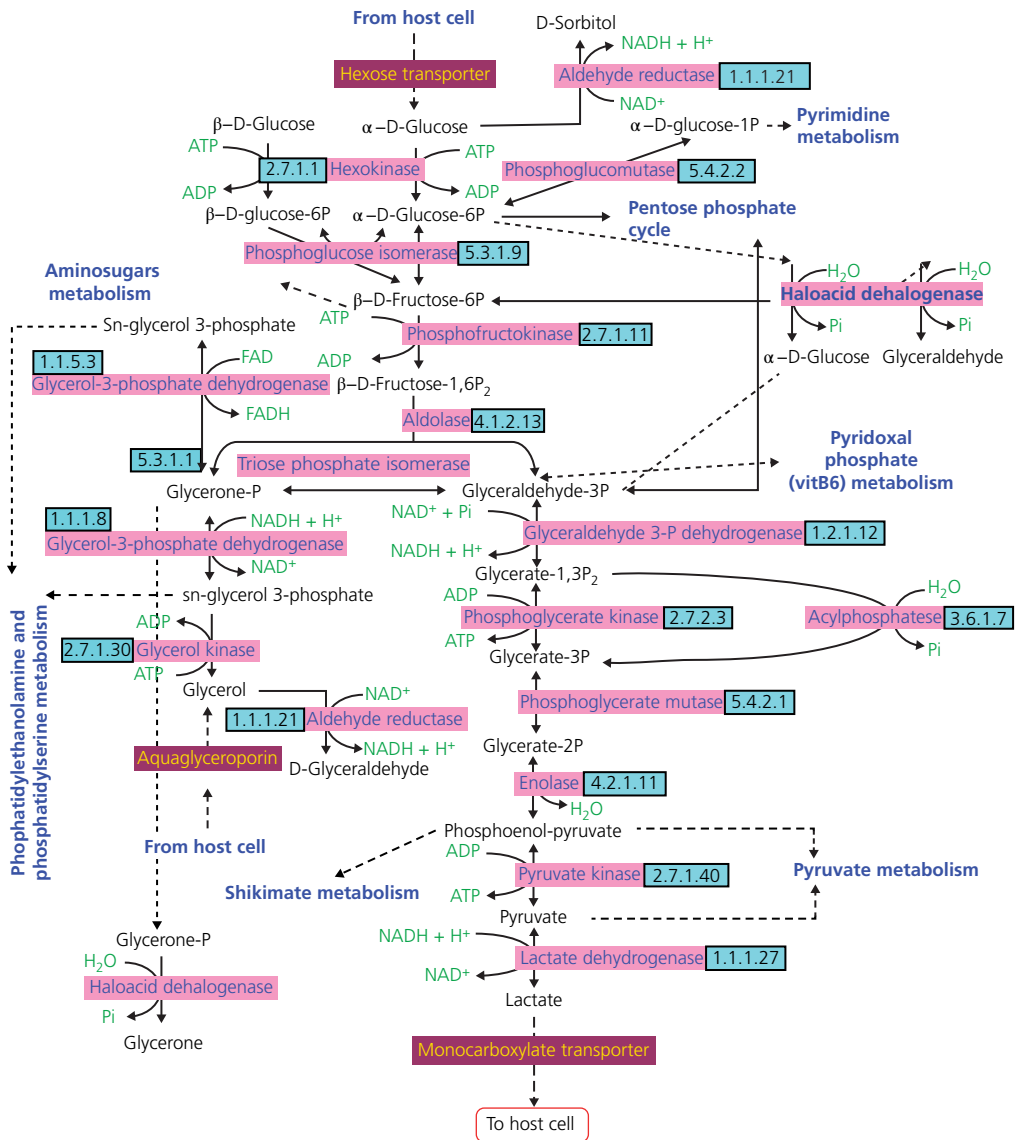 From host cell
D-Sorbitol
NADH + H+
Hexose transporter
Aldehyde reductase 1.1.1.21
NAD+
β–D-Glucose
α–D-Glucose
α–D-glucose-1P
Pyrimidine
metabolism
ATP
ATP
2.7.1.1 Hexokinase
Phosphoglucomutase 5.4.2.2
ADP
ADP
β–D-glucose-6P
α–D-Glucose-6P
Pentose phosphate
cycle
Phosphoglucose isomerase 5.3.1.9
Aminosugars
metabolism
H2O
H2O
Haloacid dehalogenase
Pi
Pi
β–D-Fructose-6P
Sn-glycerol 3-phosphate
ATP
Phosphofructokinase 2.7.1.11
α–D-Glucose
Glyceraldehyde
1.1.5.3
FAD
ADP
Glycerol-3-phosphate dehydrogenase
β–D-Fructose-1,6P2
FADH
Aldolase 4.1.2.13
5.3.1.1
Triose phosphate isomerase
Pyridoxal
phosphate
(vitB6) metabolism
Glycerone-P
Glyceraldehyde-3P
1.1.1.8
NADH + H+
NAD+ + Pi
Glycerol-3-phosphate dehydrogenase
Glyceraldehyde 3-P dehydrogenase 1.2.1.12
NAD+
NADH + H+
Glycerate-1,3P2
sn-glycerol 3-phosphate
ADP
H2O
Phosphoglycerate kinase 2.7.2.3
Acylphosphatese 3.6.1.7
ADP
ATP
Pi
2.7.1.30 Glycerol kinase
Glycerate-3P
ATP
Glycerol
NAD+
Phosphoglycerate mutase 5.4.2.1
1.1.1.21 Aldehyde reductase
NADH + H+
Glycerate-2P
Aquaglyceroporin
D-Glyceraldehyde
Enolase 4.2.1.11
H2O
Phophatidylethanolamine and
phosphatidylserine metabolism
Phosphoenol-pyruvate
From host cell
ADP
Pyruvate kinase 2.7.1.40
Pyruvate metabolism
Shikimate metabolism
ATP
Pyruvate
Glycerone-P
NADH + H+
H2O
Lactate dehydrogenase 1.1.1.27
Haloacid dehalogenase
NAD+
Pi
Lactate
Glycerone
Monocarboxylate transporter
To host cell